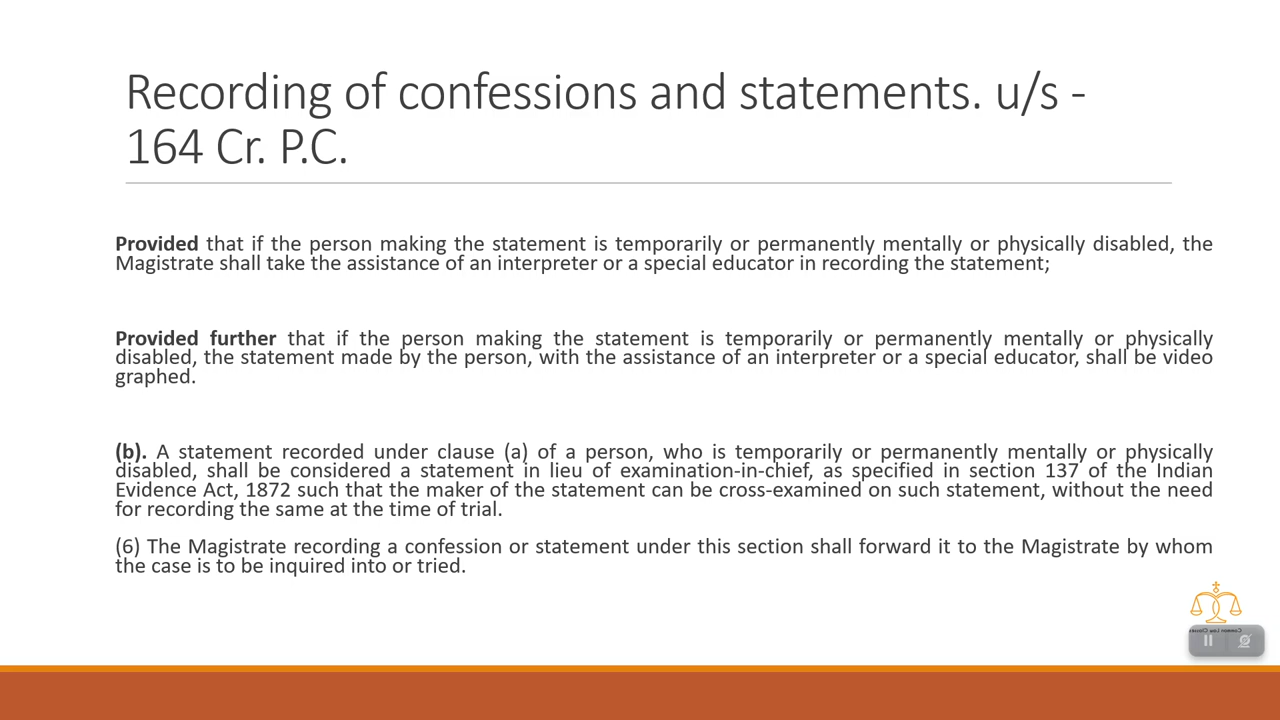 Recording of confessions and statements. u/s -
164 Cr. P.C.
Provided that if the person making the statement is temporarily or permanently mentally or physically disabled, the
Magistrate shall take the assistance of an interpreter or a special educator in recording the statement;
Provided further that if the person making the statement is temporarily or permanently mentally or physically
disabled, the statement made by the person, with the assistance of an interpreter or a special educator, shall be video
graphed.
(b). A statement recorded under clause (a) of a person, who is temporarily or permanently mentally or physically
disabled, shall be considered a statement in lieu of examination-in-chief, as specified in section 137 of the Indian
Evidence Act, 1872 such that the maker of the statement can be cross-examined on such statement, without the need
for recording the same at the time of trial.
(6) The Magistrate recording a confession or statement under this section shall forward it to the Magistrate by whom
the case is to be inquired into or tried.